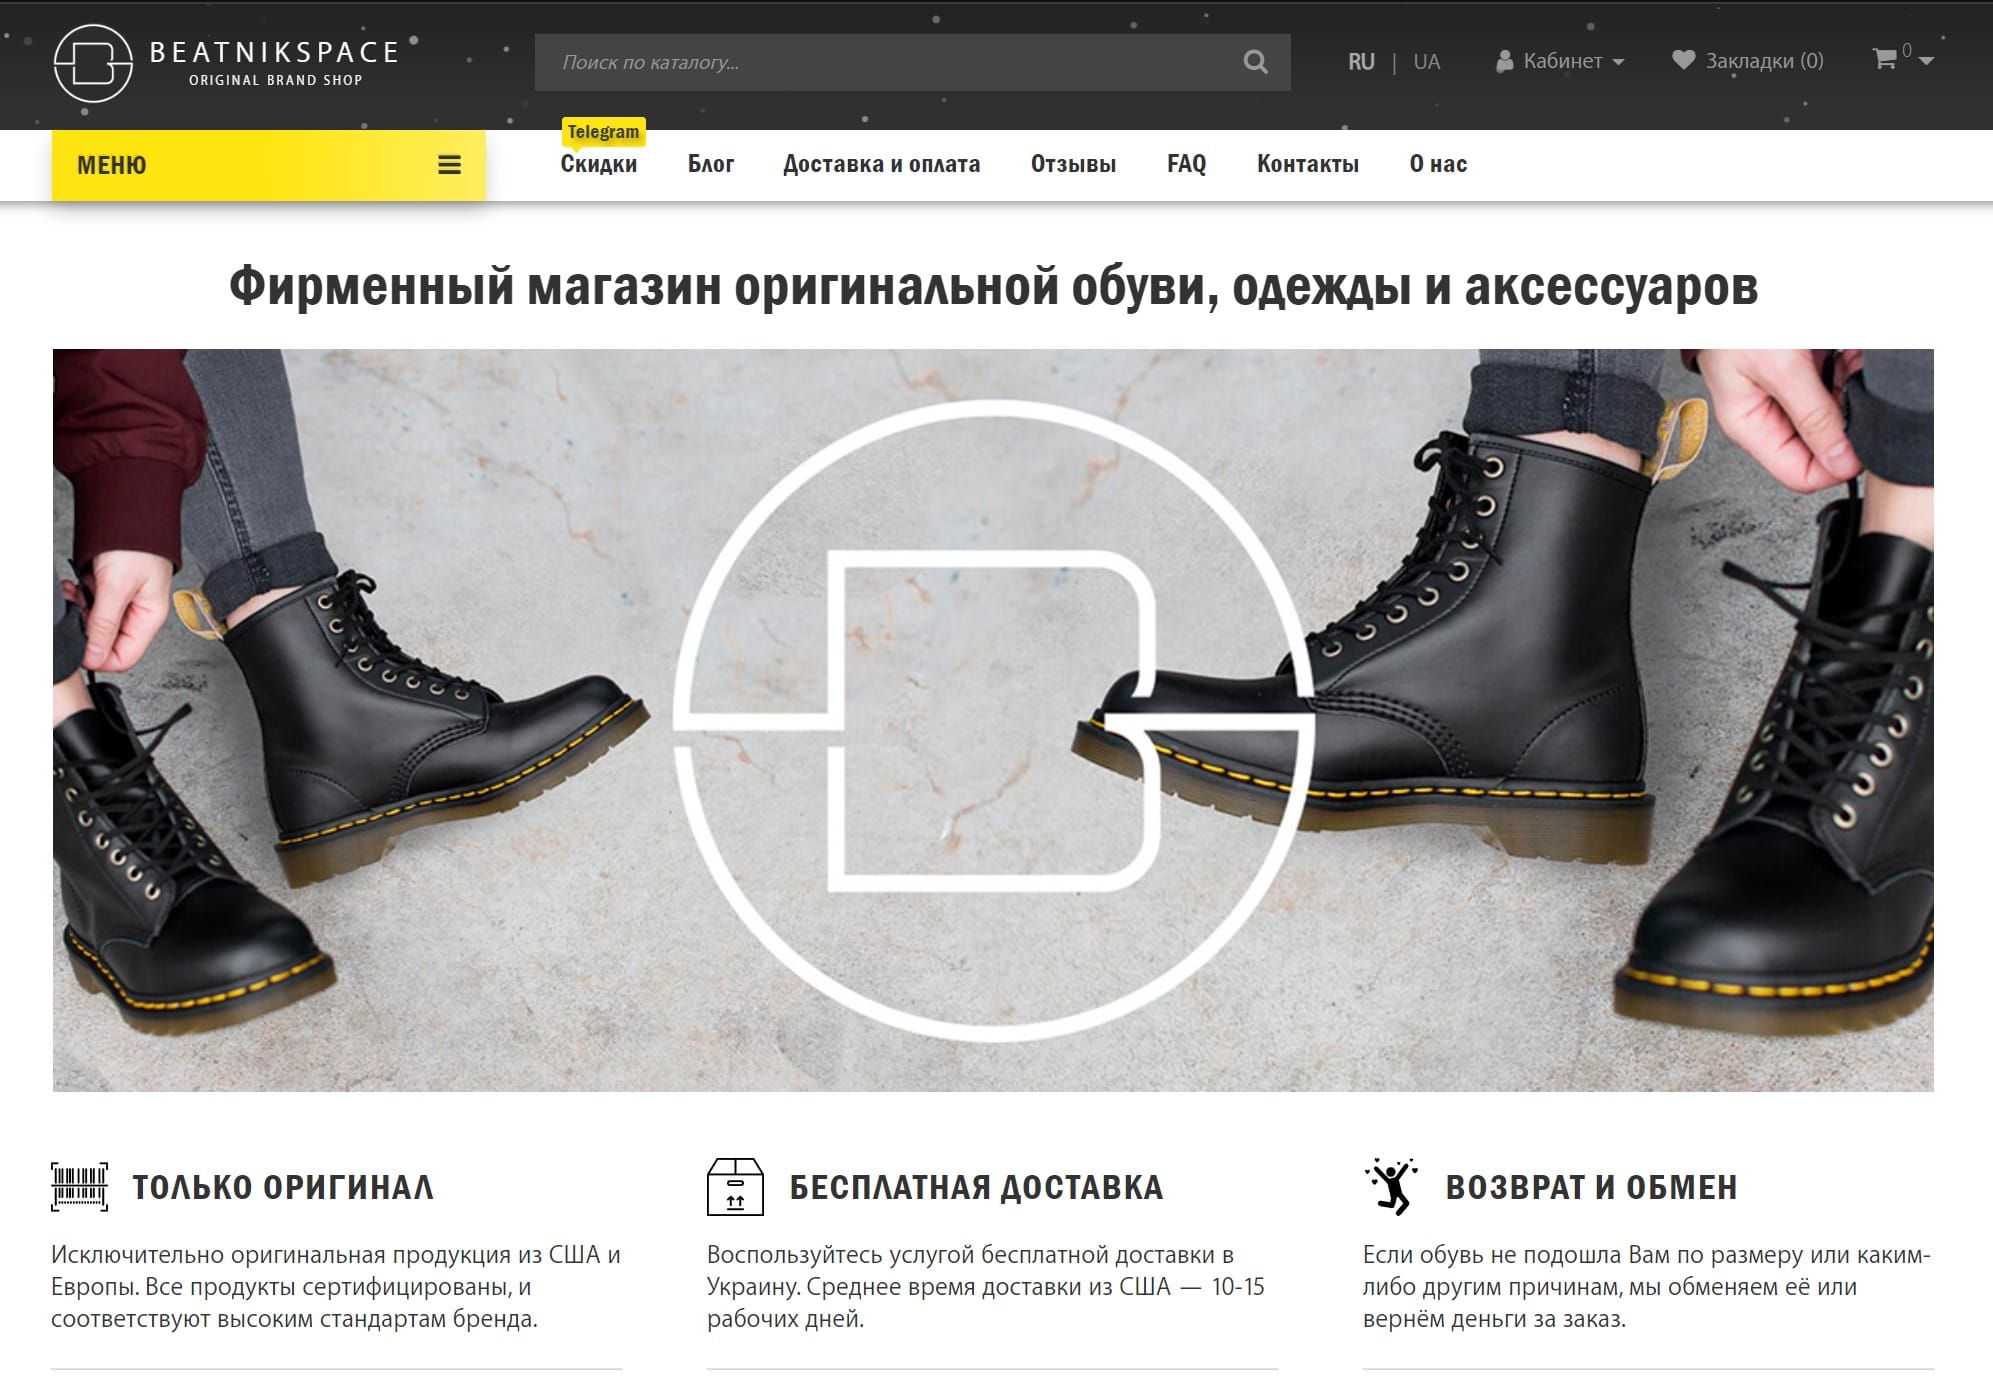 BEATNIKSPACE
ORIGINAL BRAND SHOP
Поиск по каталогу...
RU | UA
Кабинет
Закладки (0)
0
МЕНЮ
Telegram
Скидки
Блог
Доставка и оплата
Отзывы
FAQ
Контакты
О нас
Фирменный магазин оригинальной обуви, одежды и аксессуаров
ТОЛЬКО ОРИГИНАЛ
Исключительно оригинальная продукция из США и
Европы. Все продукты сертифицированы, и
соответствуют высоким стандартам бренда.
БЕСПЛАТНАЯ ДОСТАВКА
Воспользуйтесь услугой бесплатной доставки в
Украину. Среднее время доставки из США — 10-15
рабочих дней.
ВОЗВРАТ И ОБМЕН
Если обувь не подошла Вам по размеру или каким-
либо другим причинам, мы обменяем её или
вернём деньги за заказ.